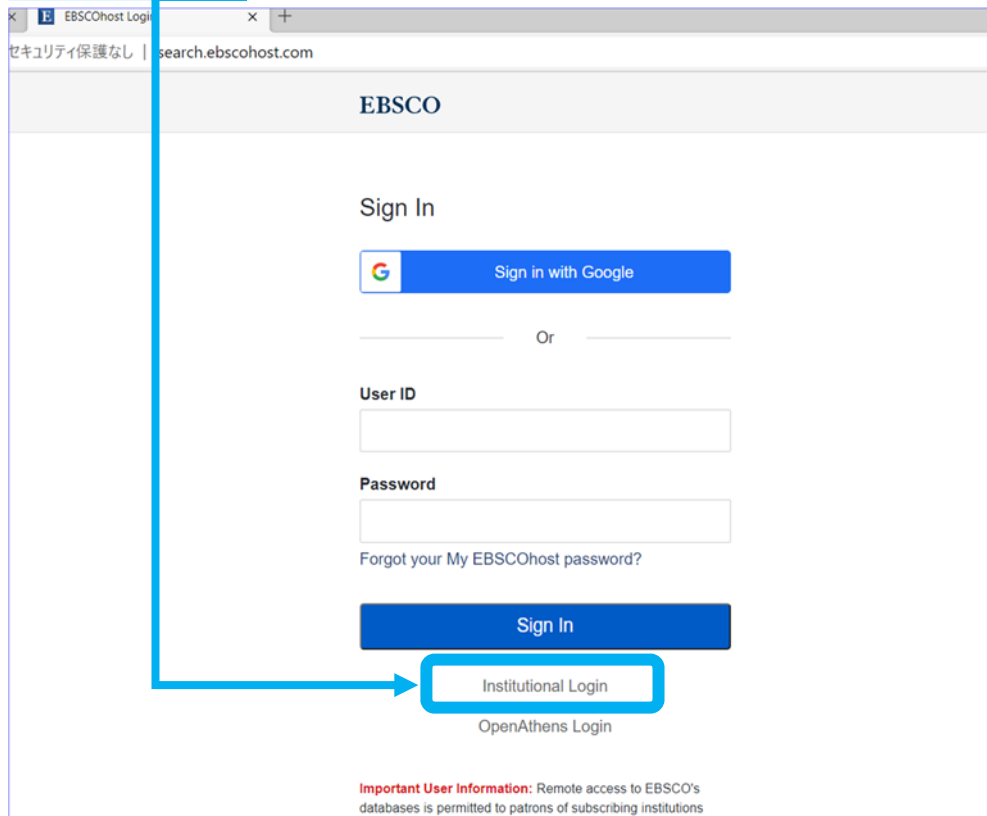 EBSCOhost Login
セキュリティ保護なし | search.ebscohost.com
EBSCO
Sign In
Sign in with Google
Or
User ID
Password
Forgot your My EBSCOhost password?
Sign In
Institutional Login
OpenAthens Login
Important User Information: Remote access to EBSCO's
databases is permitted to patrons of subscribing institutions